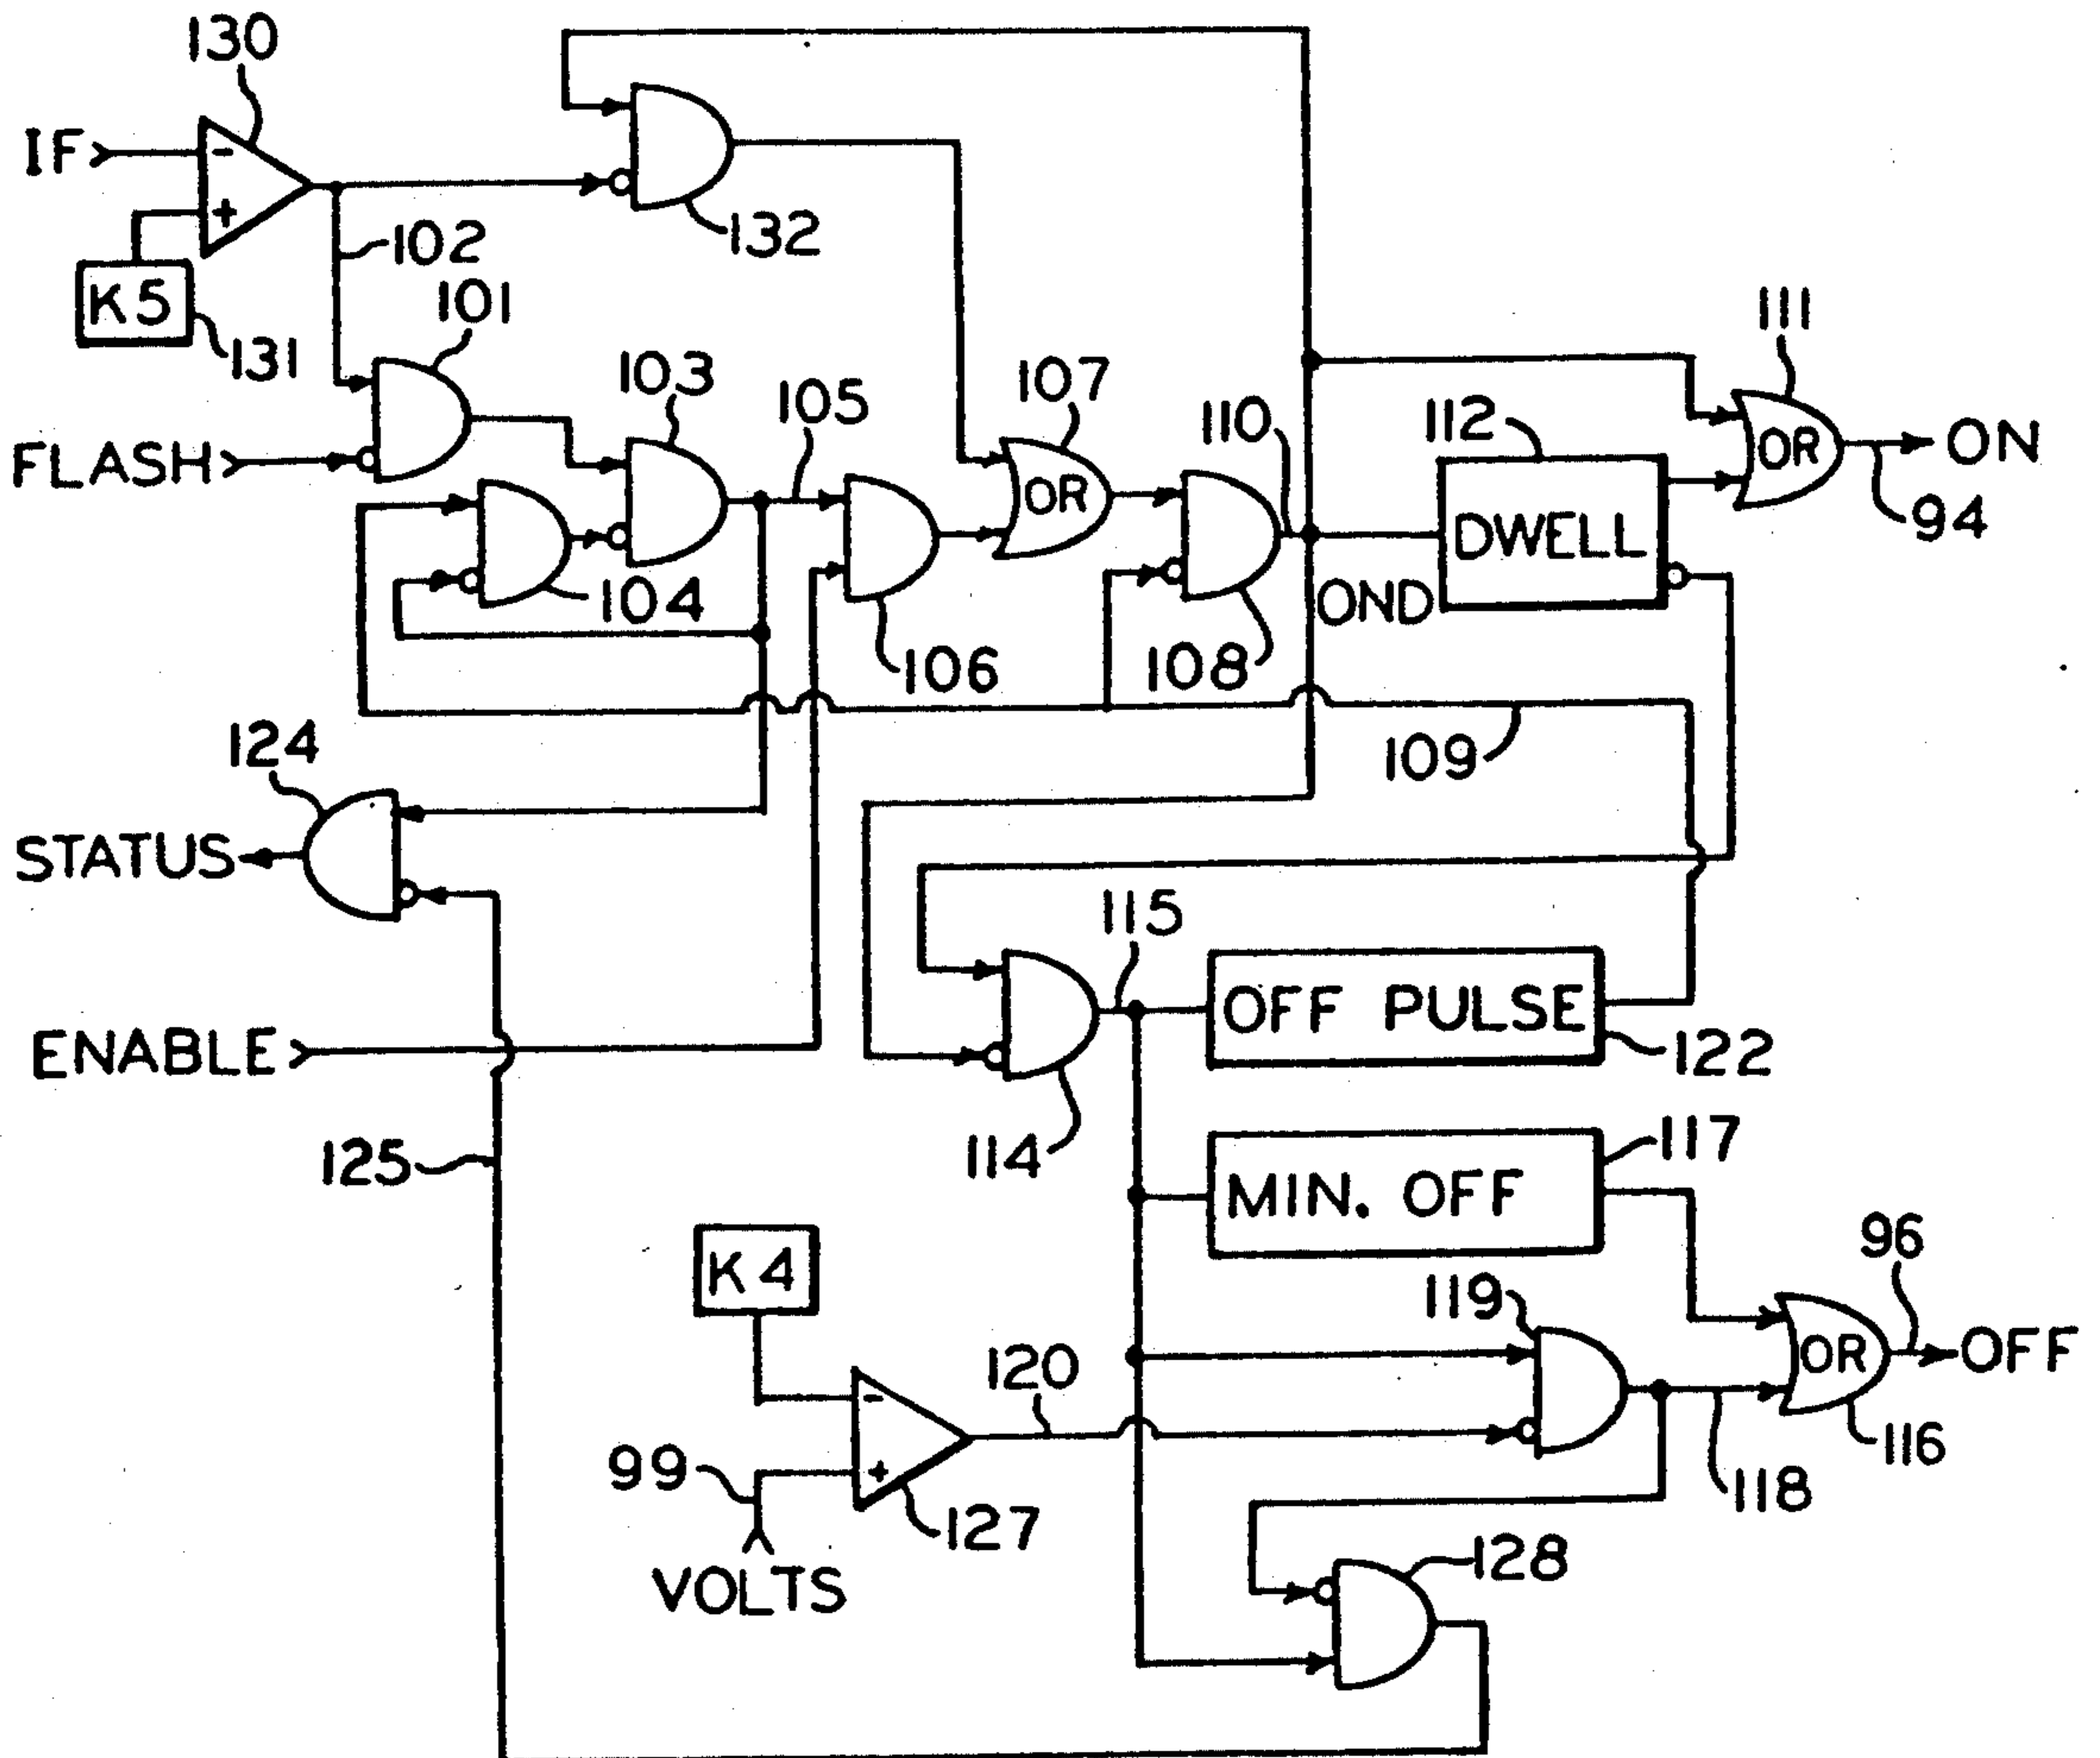 130
IF
-
+
102
132
K5
131
101
103
105
107
110
112
111
FLASH
OR
OR
ON
94
DWELL
104
OND
106
108
109
124
STATUS
115
OFF PULSE
122
ENABLE
114
117
125
MIN. OFF
96
K4
119
120
OR
OFF
-
99
+
127
118
116
VOLTS
128